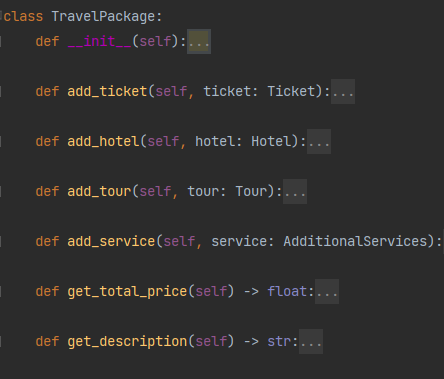 class TravelPackage:
def __init__(self):...
def add_ticket(self, ticket: Ticket):...
def add_hotel(self, hotel: Hotel):...
def add_tour(self, tour: Tour):...
def add_service(self, service: AdditionalServices):
def get_total_price(self) -> float:...
def get_description(self) -> str:...